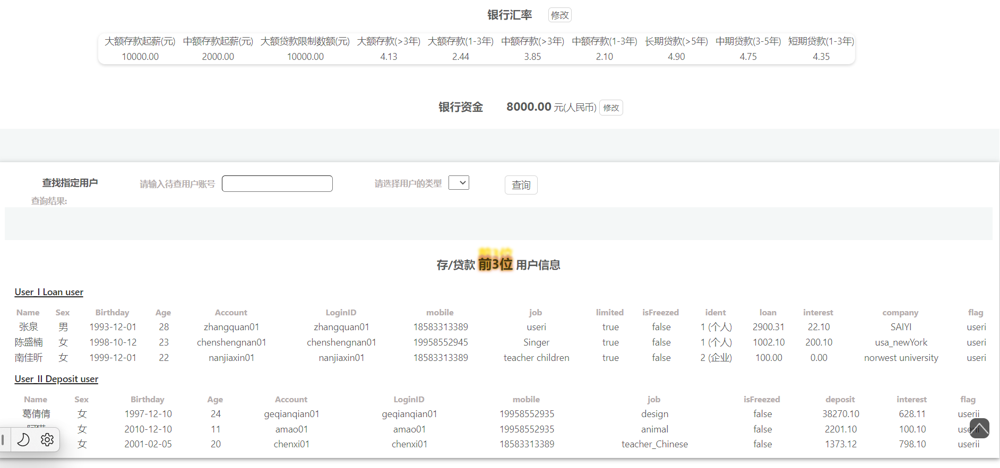 银行汇率 修改
大额存款起薪(元) 中额存款起薪(元) 大额贷款限制数额(元) 大额存款(>3年) 大额存款(1-3年) 中额存款(>3年) 中额存款(1-3年) 长期贷款(>5年) 中期贷款(3-5年) 短期贷款(1-3年)
10000.00 2000.00 10000.00 4.13 2.44 3.85 2.10 4.90 4.75 4.35
银行资金 8000.00 元(人民币) 修改
查找指定用户 请输入待查用户账号 请选择用户的类型 查询
查询结果:
存/贷款 前3位 用户信息
User_I Loan user
Name Sex Birthday Age Account LoginID mobile job limited isFreezed ident loan interest company flag
张泉 男 1993-12-01 28 zhangquan01 zhangquan01 18583313389 useri true false 1 (个人) 2900.31 22.10 SAIYI useri
陈盛楠 女 1998-10-12 23 chenshengnan01 chenshengnan01 19958552945 Singer true false 1 (个人) 1002.10 200.10 usa_newYork useri
南佳昕 女 1999-12-01 22 nanjiaxin01 nanjiaxin01 18583313389 teacher children true false 2 (企业) 100.00 0.00 norwest university useri
User_II Deposit user
Name Sex Birthday Age Account LoginID mobile job isFreezed deposit interest flag
葛倩倩 女 1997-12-10 24 geqianqian01 geqianqian01 19958552935 design false 38270.10 628.11 userii
女 2010-12-10 11 amao01 amao01 19958552935 animal false 2201.10 100.10
女 2001-02-05 20 chenxi01 chenxi01 18583313389 teacher_Chinese false 1373.12 798.10 userii